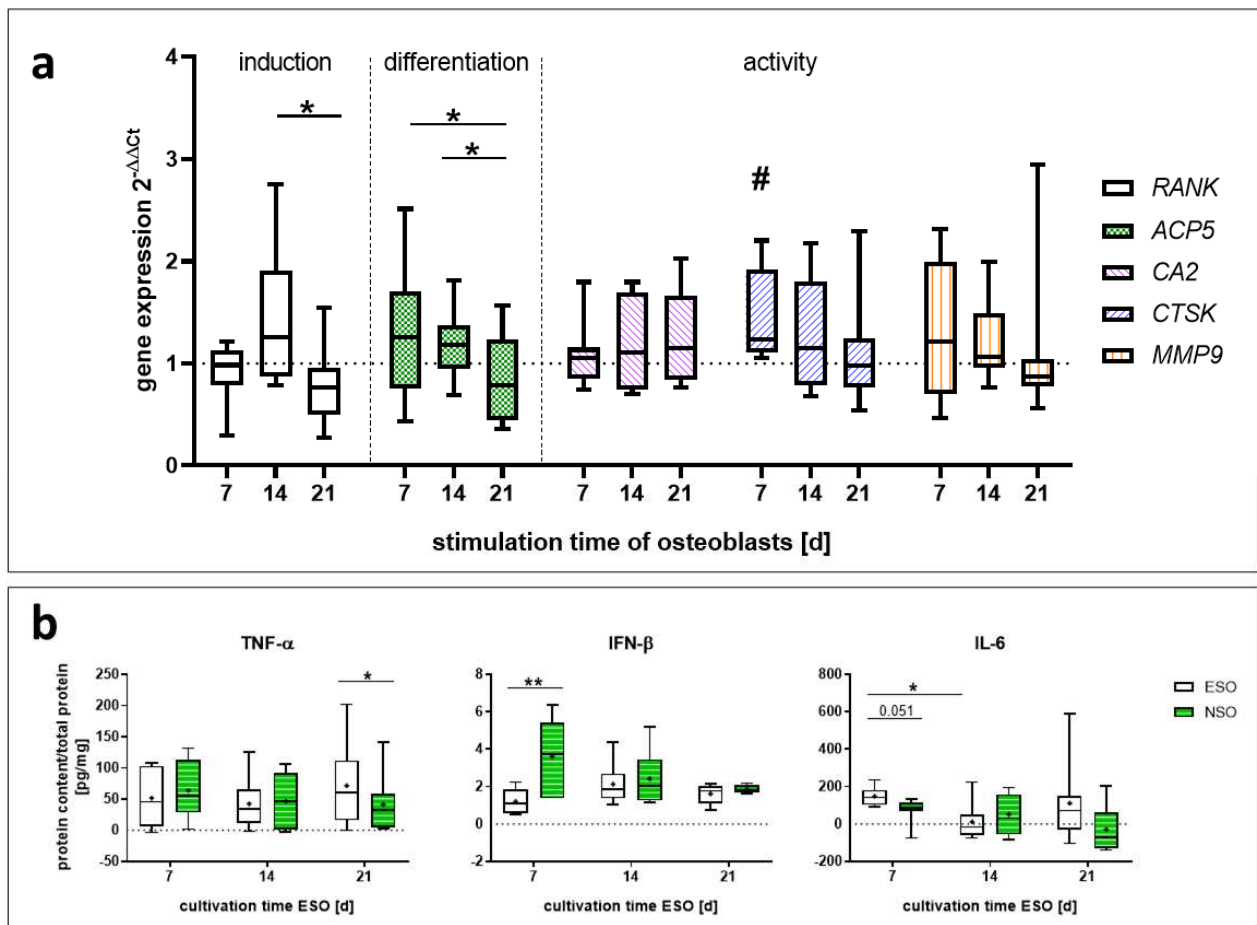 a
induction differentiation activity
gene expression 2-ΔΔCt
4
3
2
1
0
*
*
*
#
7 14 21 7 14 21 7 14 21 7 14 21 7 14 21
stimulation time of osteoblasts [d]
RANK
ACP5
CA2
CTSK
MMP9
b
TNF-α
protein content/total protein
[pg/mg]
250
200
150
100
50
0
-50
*
7 14 21
cultivation time ESO [d]
IFN-β
8
6
4
2
0
-2
**
7 14 21
cultivation time ESO [d]
IL-6
800
600
400
200
0
-200
*
0.051
7 14 21
cultivation time ESO [d]
ESO
NSO